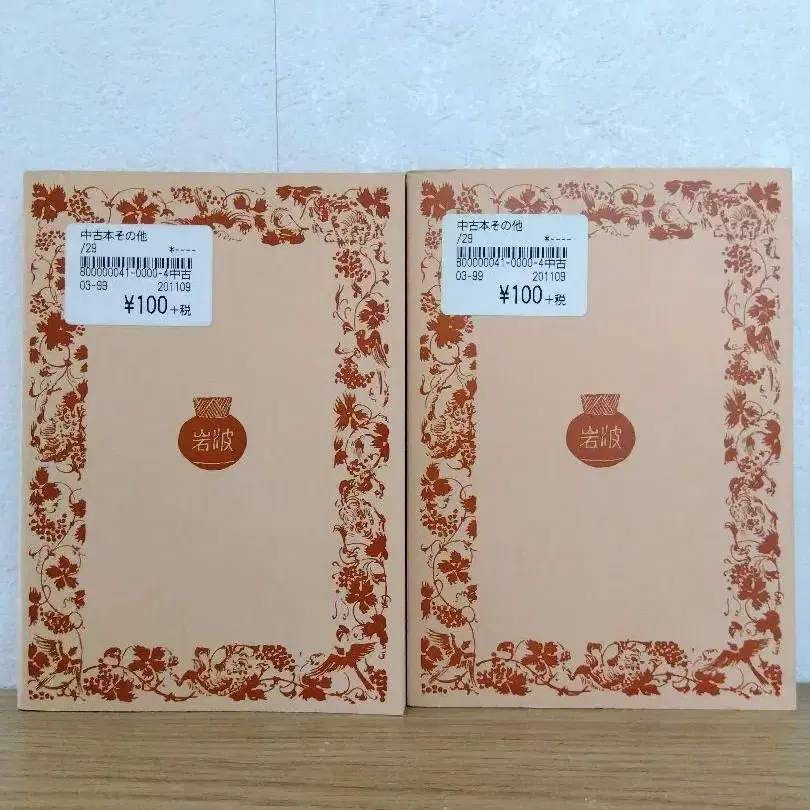 中古本その他
/29 *----
800000041-0000-4中古
03-99 201109
¥100+税
岩波
中古本その他
/29 *----
800000041-0000-4中古
03-99 201109
¥100+税
岩波